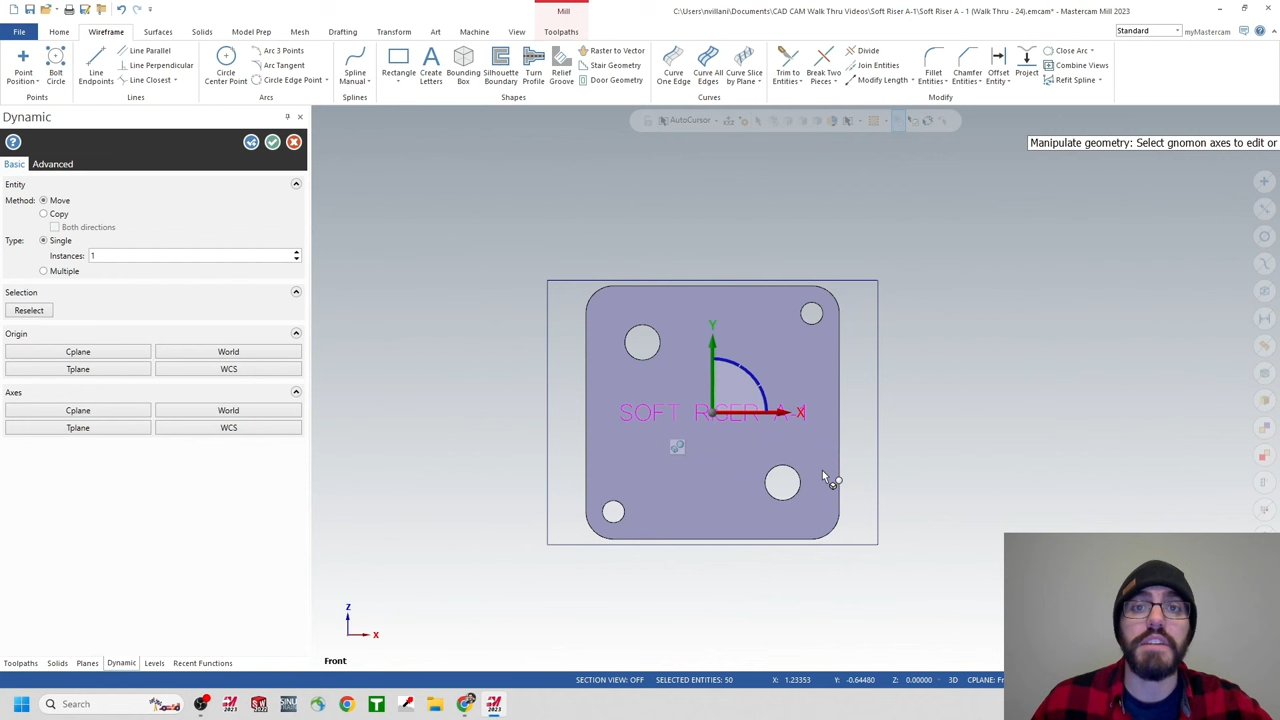 Mill
C:\Users\nvillani\Documents\CAD CAM Walk Thru Videos\Soft Riser A-1\Soft Riser A - 1 (Walk Thru - 24).emcam* - Mastercam Mill 2023
File Home Wireframe Surfaces Solids Model Prep Mesh Drafting Transform Art Machine View Toolpaths
Standard myMastercam
Point Position
Bolt Circle
Points
Line Endpoints
Line Parallel
Line Perpendicular
Line Closest
Lines
Circle Center Point
Arc 3 Points
Arc Tangent
Circle Edge Point
Arcs
Spline Manual
Splines
Rectangle
Create Letters
Bounding Box
Silhouette Boundary
Turn Profile
Relief Groove
Raster to Vector
Stair Geometry
Door Geometry
Shapes
Curve One Edge
Curve All Edges
Curve Slice by Plane
Curves
Trim to Entities
Break Two Pieces
Divide
Join Entities
Modify Length
Fillet Entities
Chamfer Entities
Offset Entity
Project
Close Arc
Combine Views
Refit Spline
Modify
Dynamic
AutoCursor
Manipulate geometry: Select gnomon axes to edit or
Basic Advanced
Entity
Method: Move
Copy
Both directions
Type: Single
Instances: 1
Multiple
Selection
Reselect
Origin
Cplane World
Tplane WCS
Axes
Cplane World
Tplane WCS
Y
SOFT RISER A-1
X
Z
X
Front
Toolpaths Solids Planes Dynamic Levels Recent Functions
SECTION VIEW: OFF SELECTED ENTITIES: 50 X: 1.23353 Y: -0.64480 Z: 0.00000 3D
Search